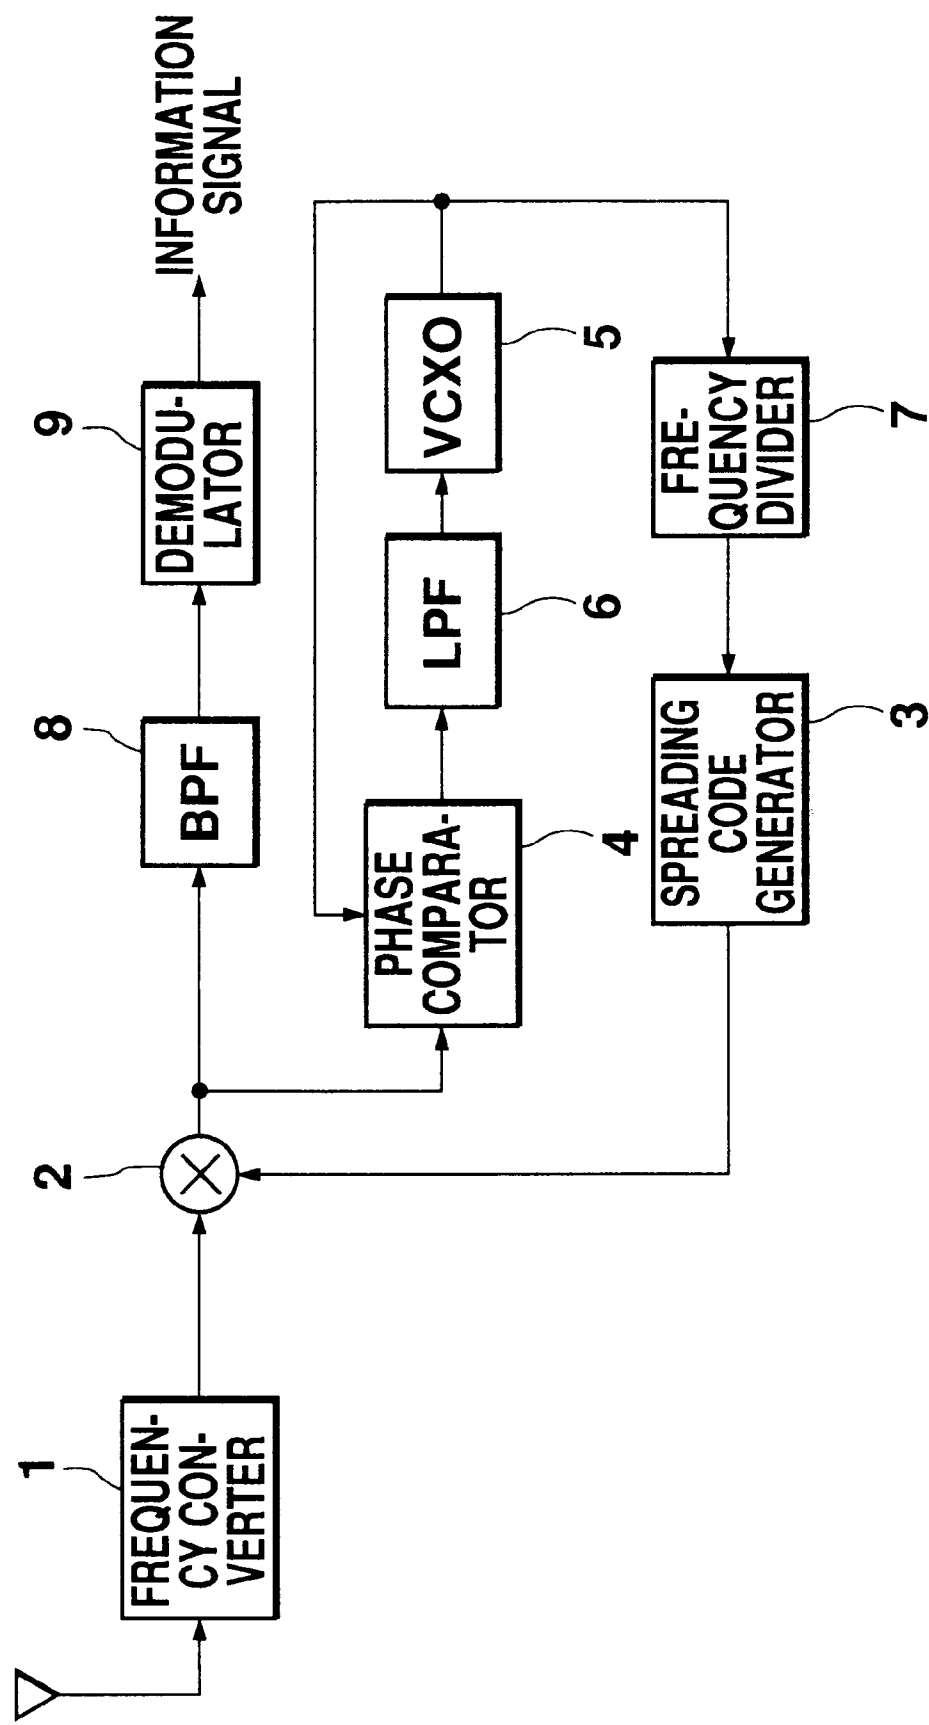 1
FREQUEN-
CY CON-
VERTER
2
8
BPF
9
DEMODU-
LATOR
INFORMATION
SIGNAL
PHASE
COMPARA-
TOR
4
LPF
6
VCXO
5
SPREADING
CODE
GENERATOR
3
FRE-
QUENCY
DIVIDER
7